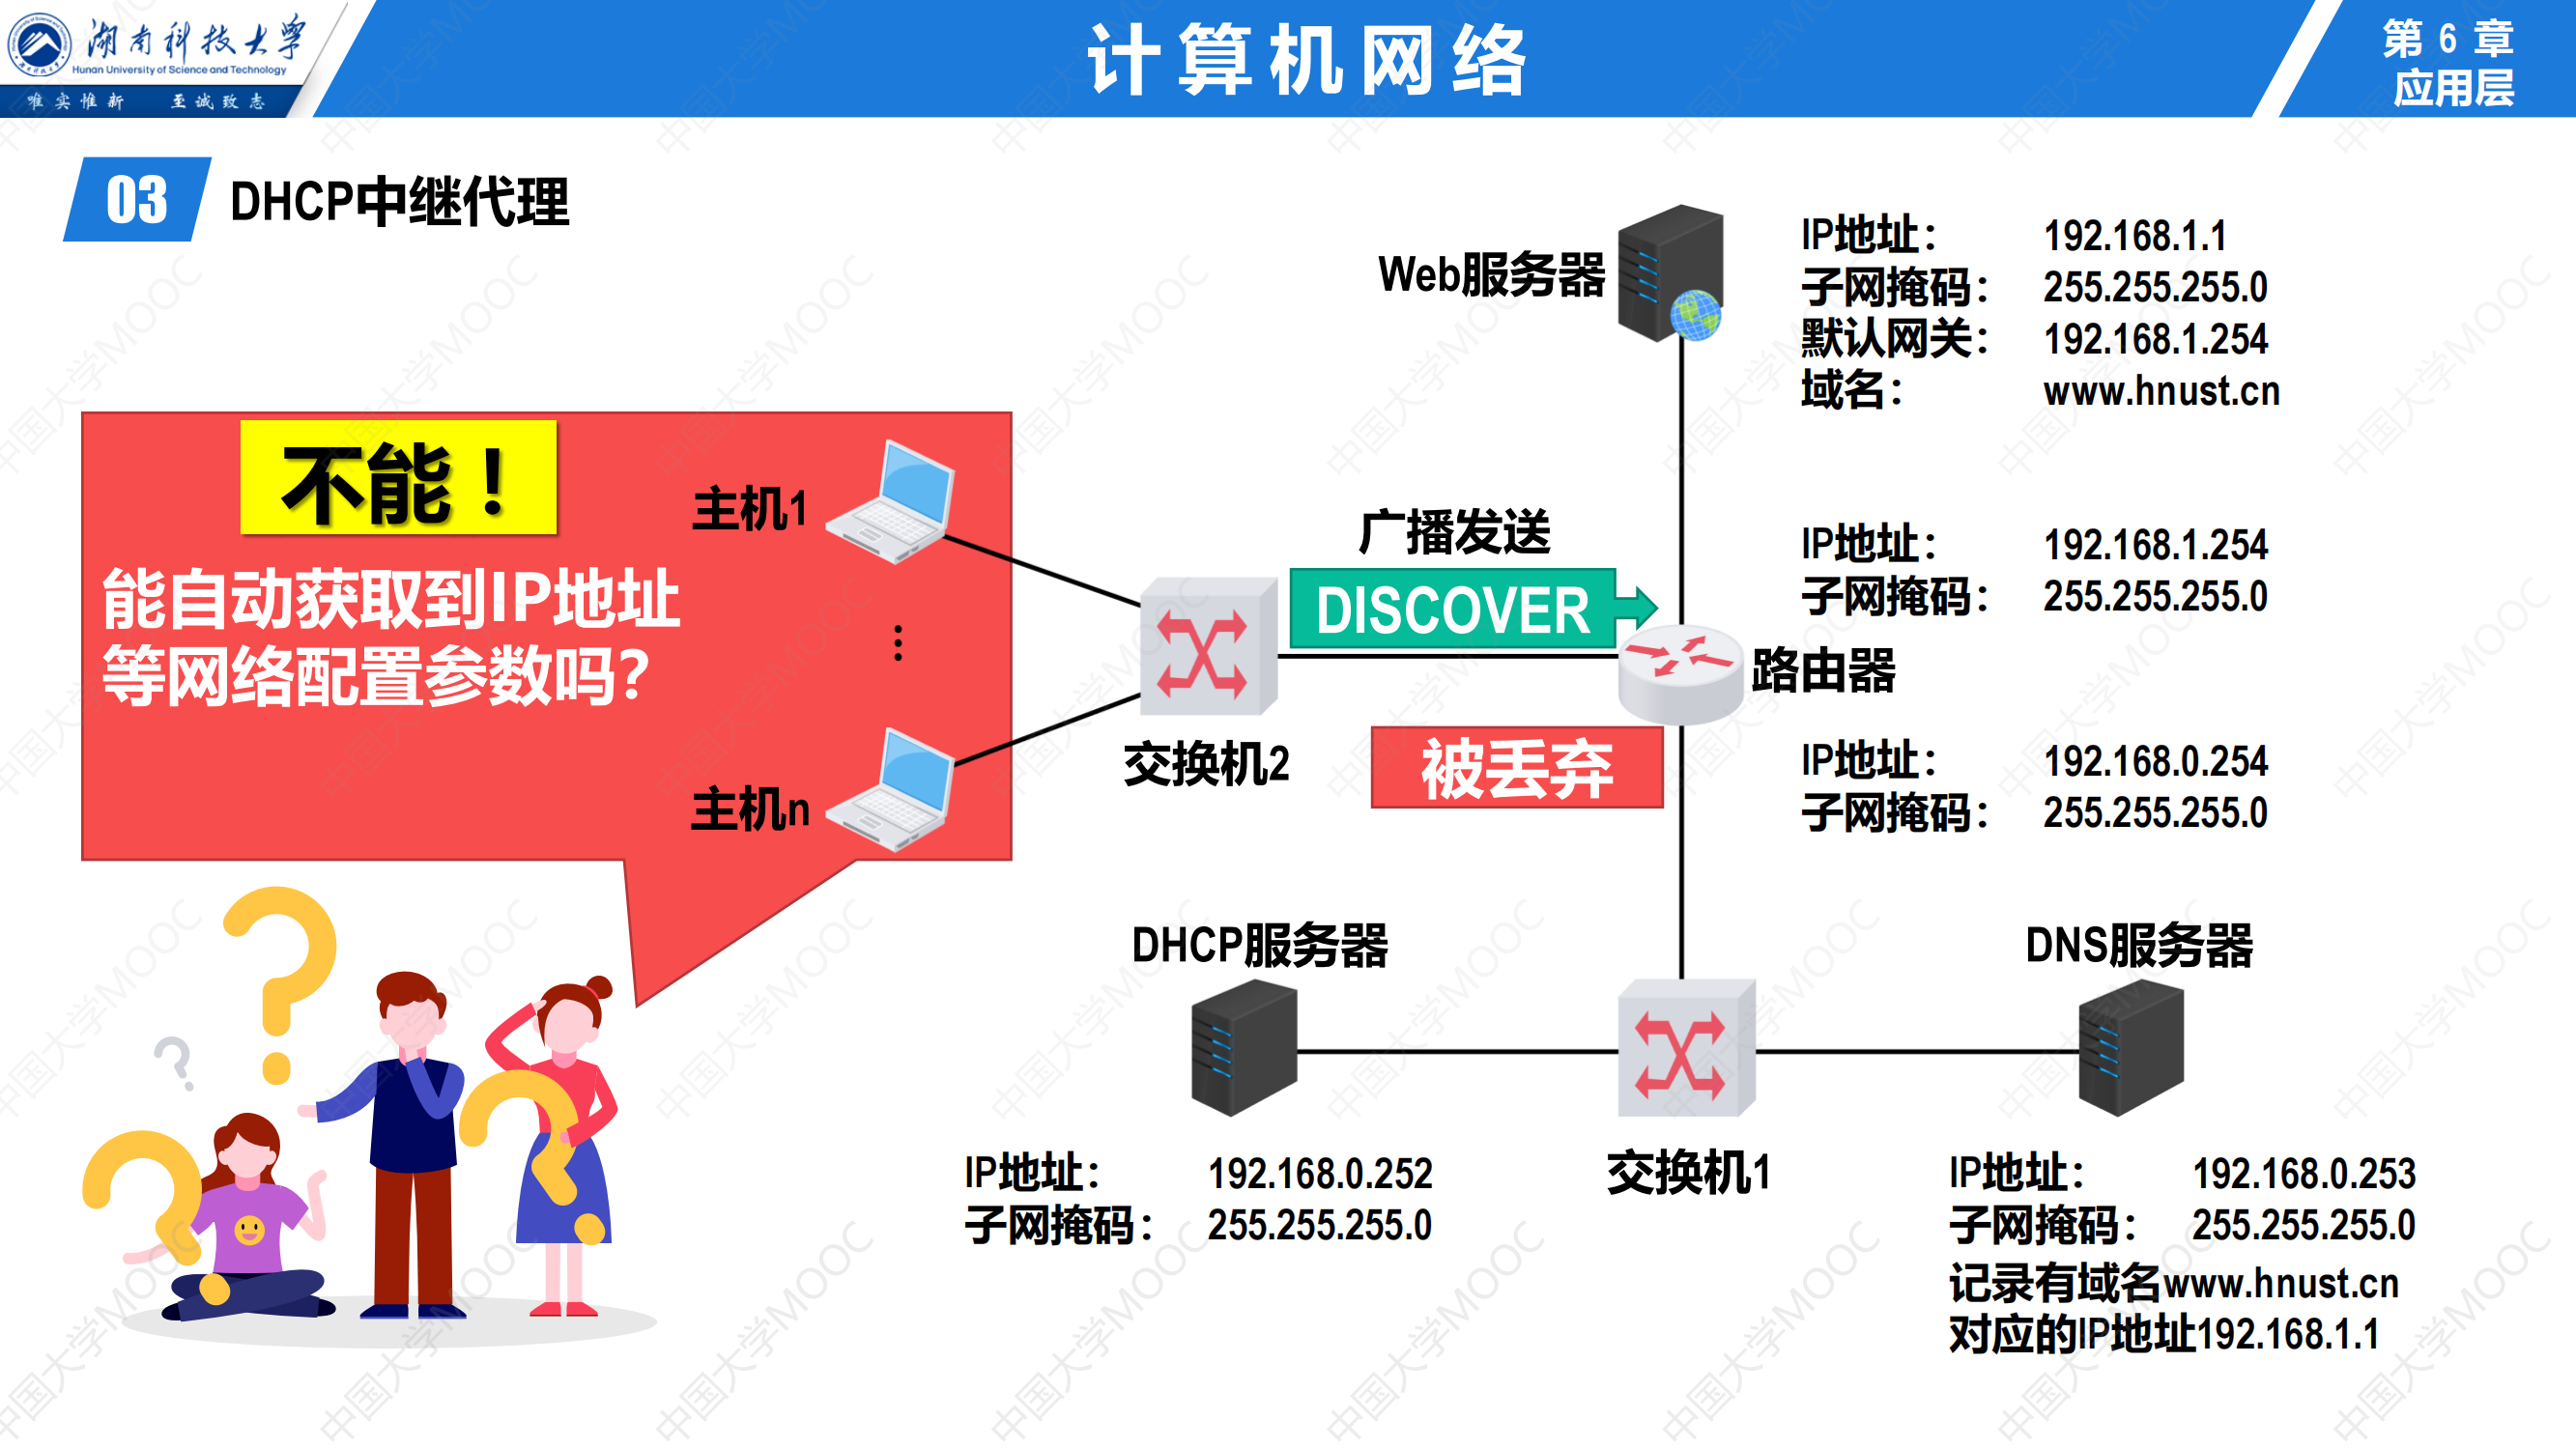 湖南科技大学
Hunan University of Science and Technology
唯实惟新 至诚致志
计算机网络
第 6 章
应用层
03 DHCP中继代理
Web服务器
IP地址： 192.168.1.1
子网掩码： 255.255.255.0
默认网关： 192.168.1.254
域名： www.hnust.cn
不能！
能自动获取到IP地址
等网络配置参数吗？
主机1
主机n
广播发送
DISCOVER
交换机2
被丢弃
路由器
IP地址： 192.168.1.254
子网掩码： 255.255.255.0
IP地址： 192.168.0.254
子网掩码： 255.255.255.0
DHCP服务器
IP地址： 192.168.0.252
子网掩码： 255.255.255.0
交换机1
DNS服务器
IP地址： 192.168.0.253
子网掩码： 255.255.255.0
记录有域名www.hnust.cn
对应的IP地址192.168.1.1
中国大学MOOC